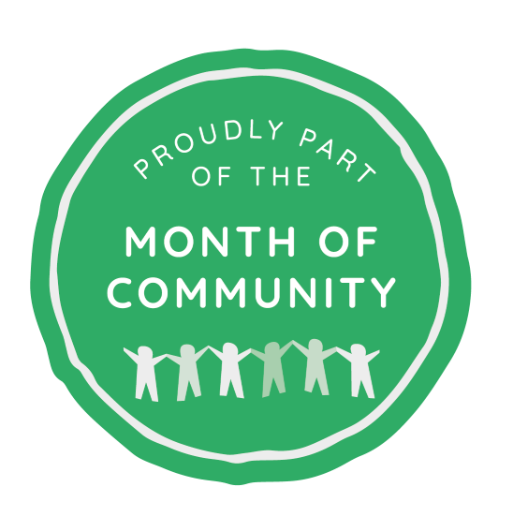 PROUDLY PART
OF THE
MONTH OF
COMMUNITY